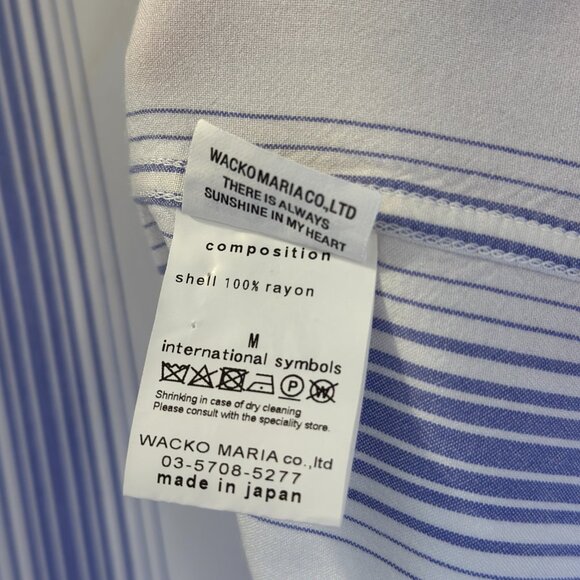 WACKO MARIA CO.,LTD
THERE IS ALWAYS
SUNSHINE IN MY HEART
composition
shell 100% rayon
M
international symbols
P W
Shrinking in case of dry cleaning
Please consult with the speciality store.
WACKO MARIA co.,ltd
03-5708-5277
made in japan